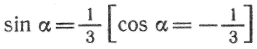 sin α = 1/3 [cos α = − 1/3]